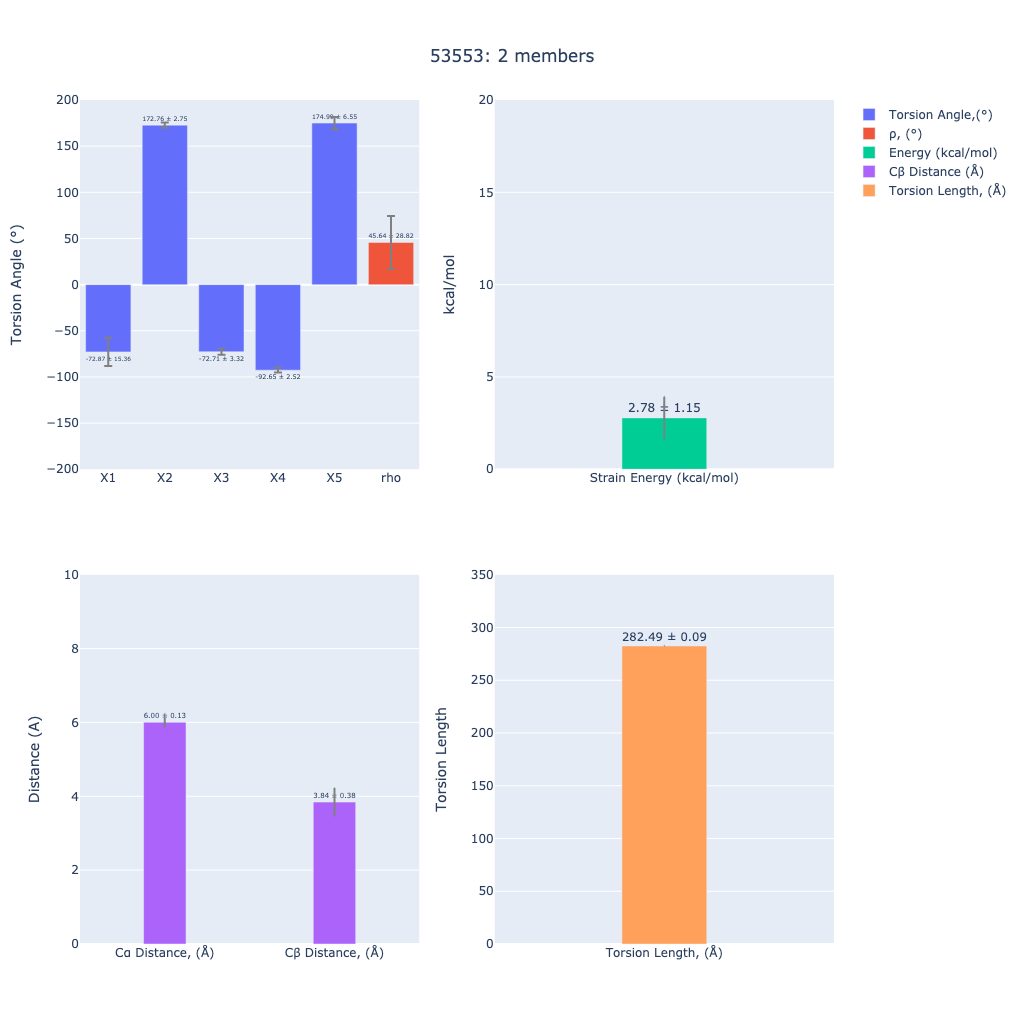 53553: 2 members
200
150
100
50
0
−50
−100
−150
−200
Torsion Angle (°)
172.76 ± 2.75
174.99 ± 6.55
45.64 ± 28.82
-72.87 ± 15.36
-72.71 ± 3.32
-92.65 ± 2.52
X1 X2 X3 X4 X5 rho
20
15
10
5
0
kcal/mol
2.78 ± 1.15
Strain Energy (kcal/mol)
Torsion Angle,(°)
ρ, (°)
Energy (kcal/mol)
Cβ Distance (Å)
Torsion Length, (Å)
10
8
6
4
2
0
Distance (A)
6.00 ± 0.13
3.84 ± 0.38
Cα Distance, (Å) Cβ Distance, (Å)
350
300
250
200
150
100
50
0
Torsion Length
282.49 ± 0.09
Torsion Length, (Å)